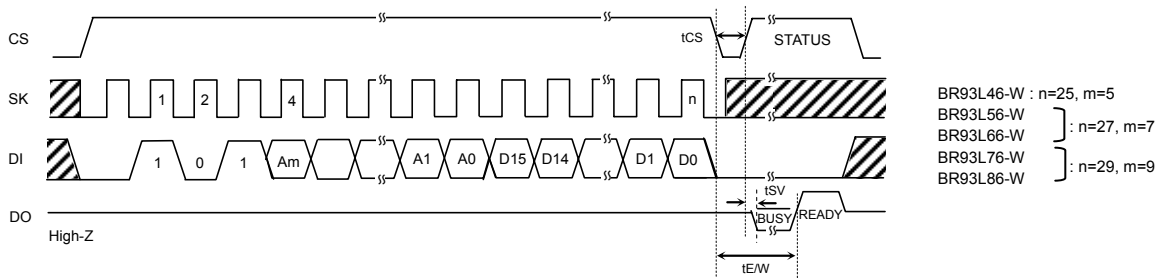 CS
tCS
STATUS
SK
1
2
4
n
BR93L46-W : n=25, m=5
BR93L56-W
BR93L66-W
: n=27, m=7
BR93L76-W
BR93L86-W
: n=29, m=9
DI
1
0
1
Am
A1
A0
D15
D14
D1
D0
tSV
DO
BUSY
READY
High-Z
tE/W